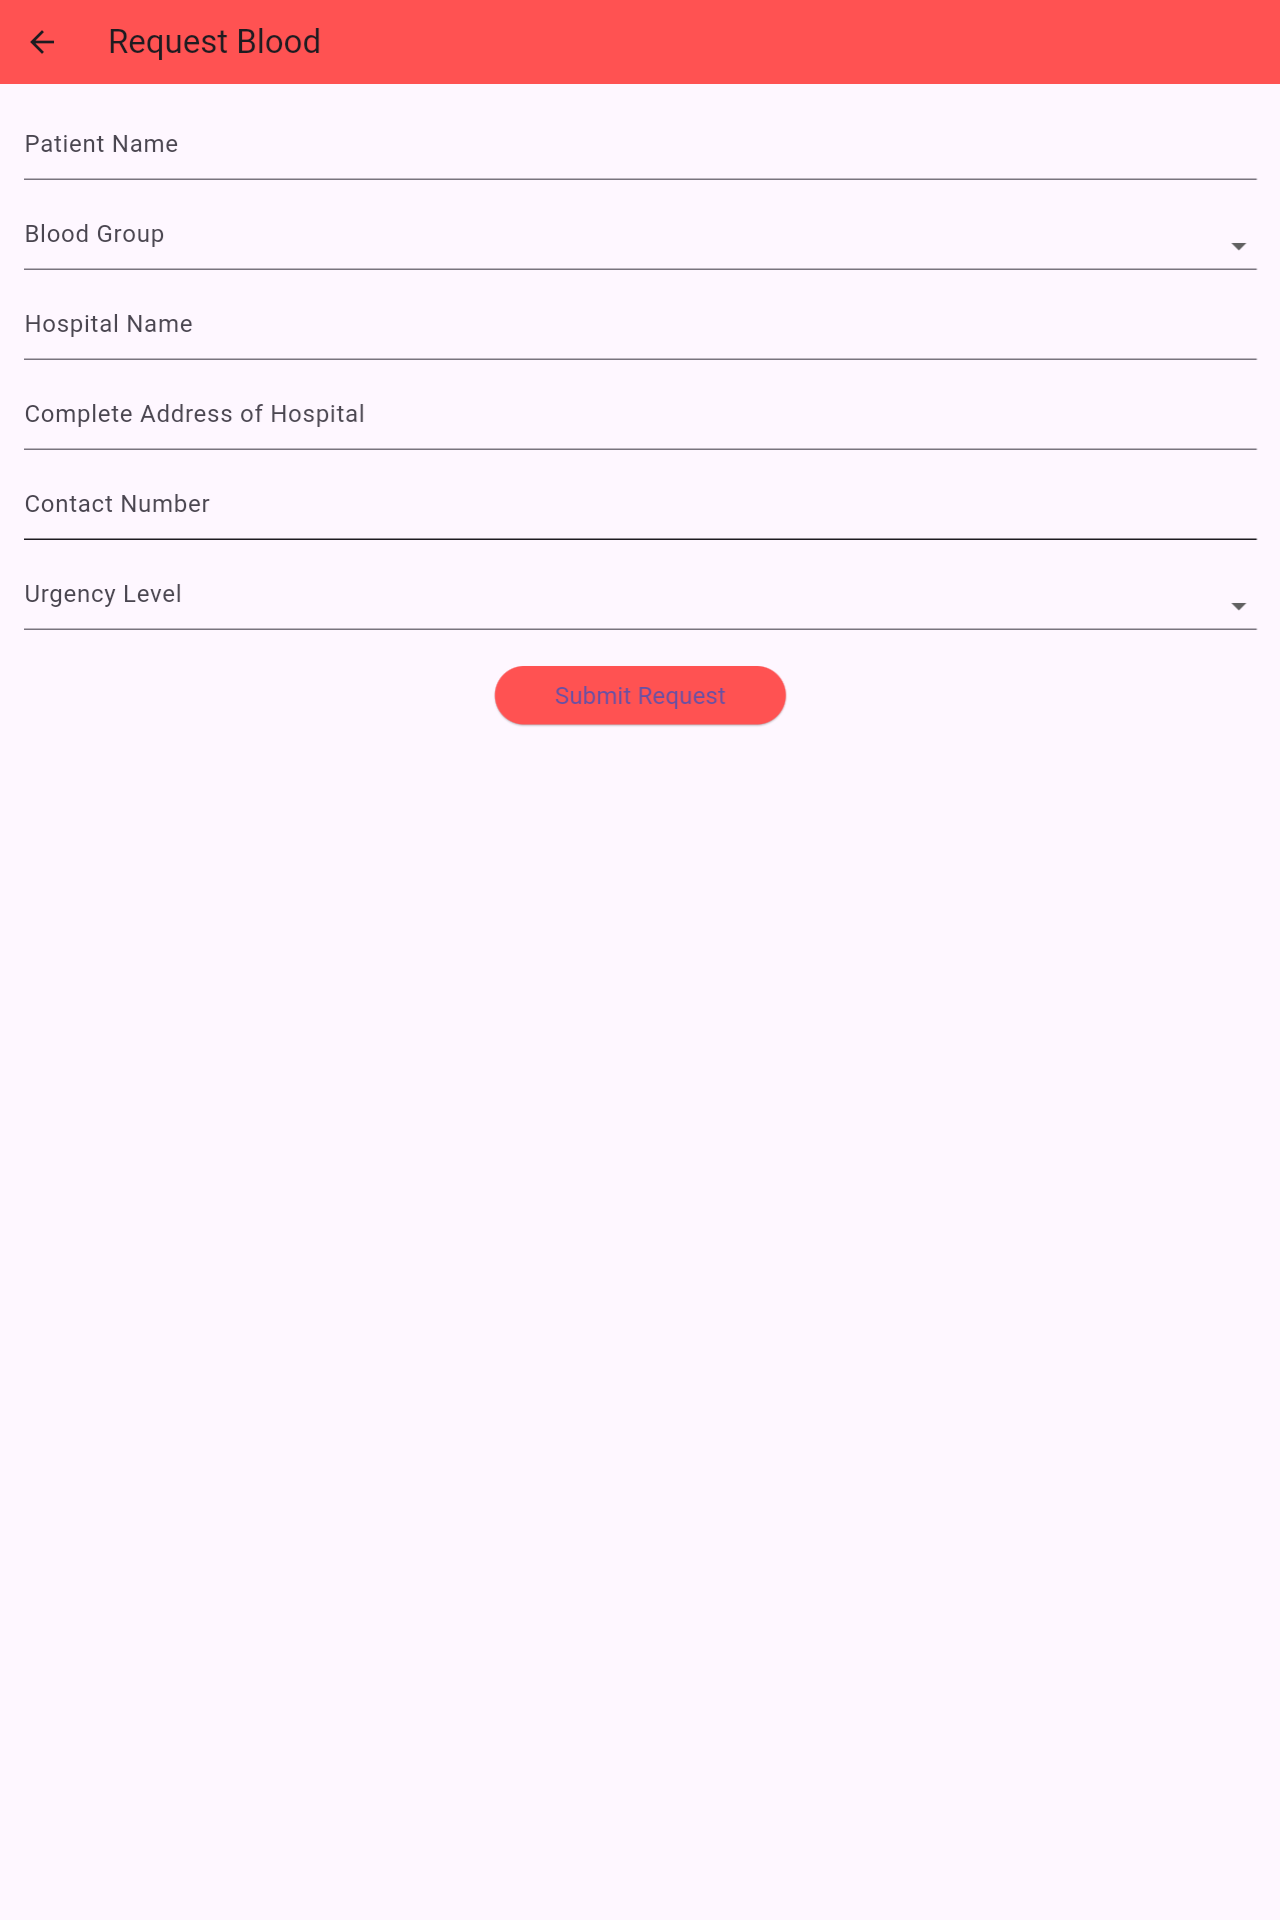 Request Blood
Patient Name
Blood Group
Hospital Name
Complete Address of Hospital
Contact Number
Urgency Level
Submit Request